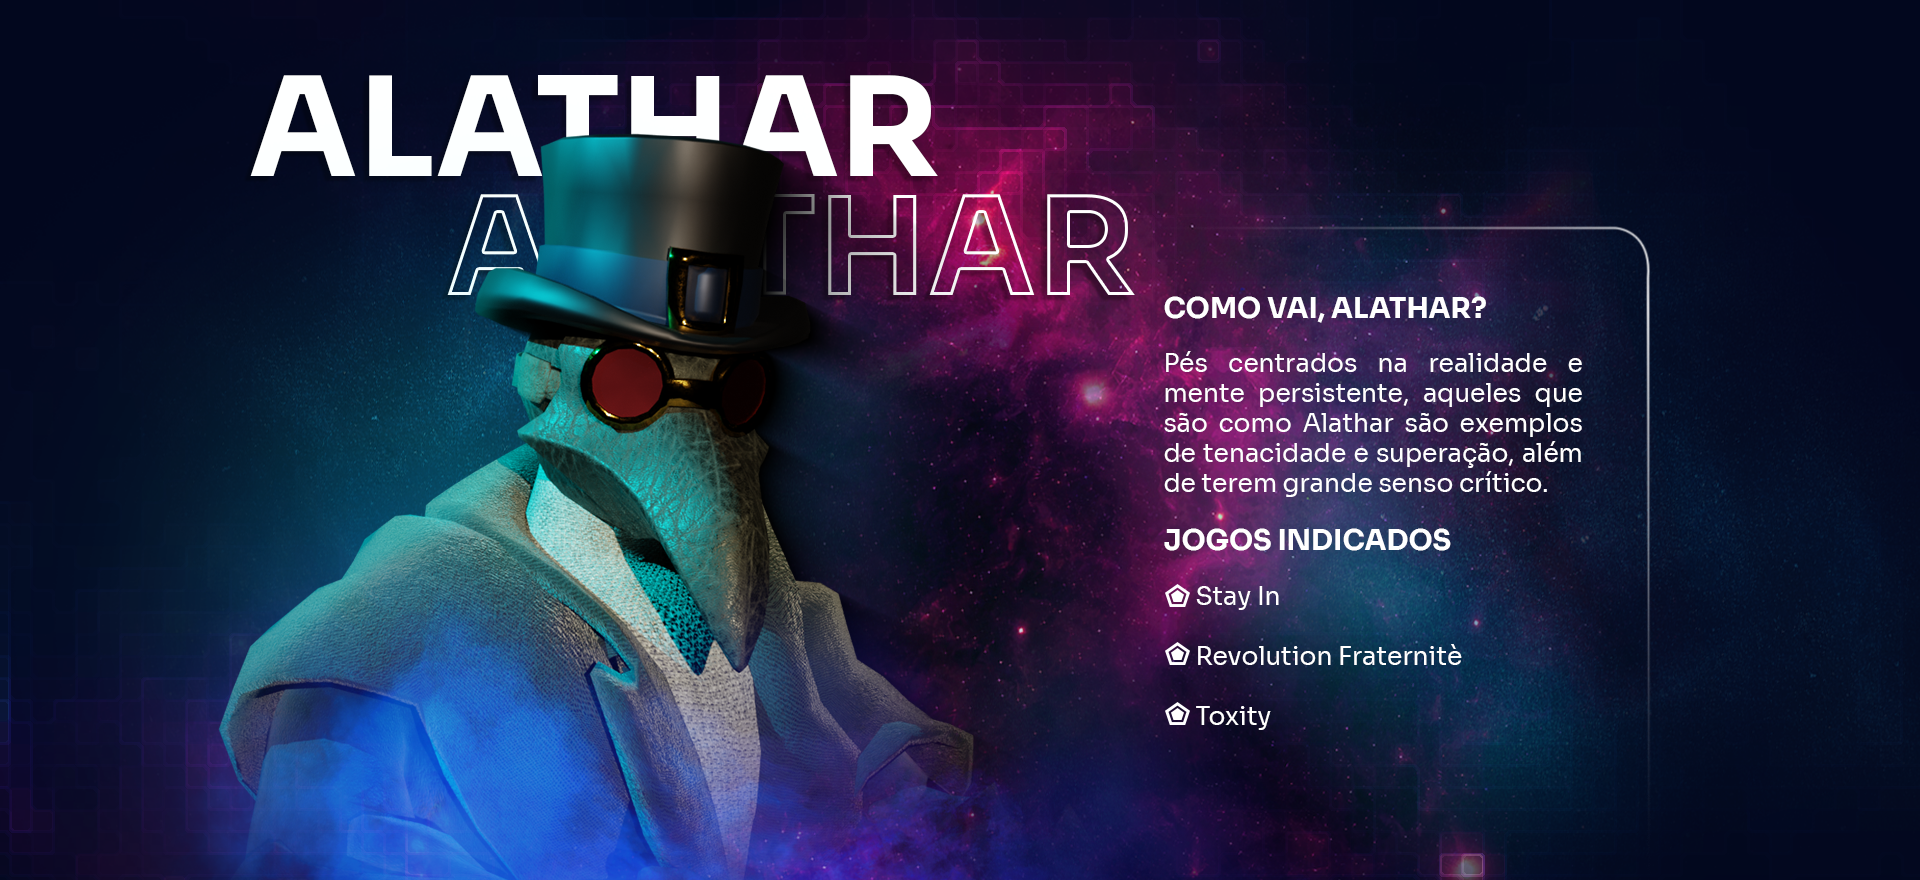 ALATHAR
ALATHAR
COMO VAI, ALATHAR?
Pés centrados na realidade e
mente persistente, aqueles que
são como Alathar são exemplos
de tenacidade e superação, além
de terem grande senso crítico.
JOGOS INDICADOS
Stay In
Revolution Fraternitè
Toxity